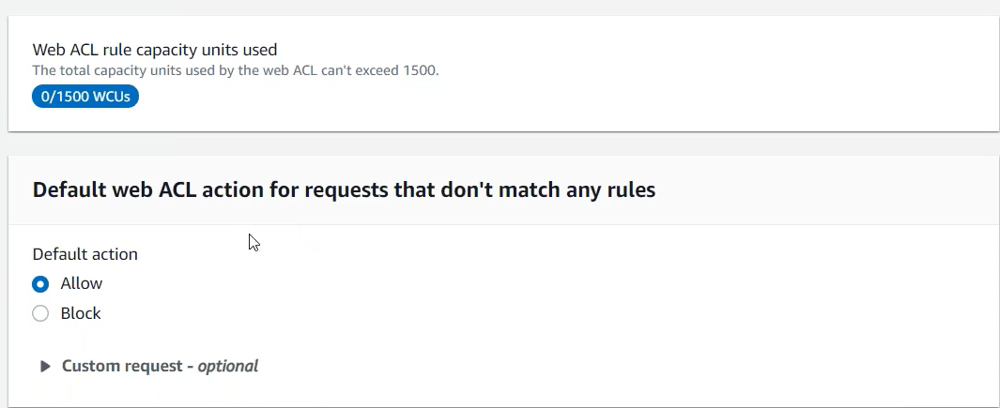 Web ACL rule capacity units used
The total capacity units used by the web ACL can't exceed 1500.
0/1500 WCUs
Default web ACL action for requests that don't match any rules
Default action
Allow
Block
Custom request - optional